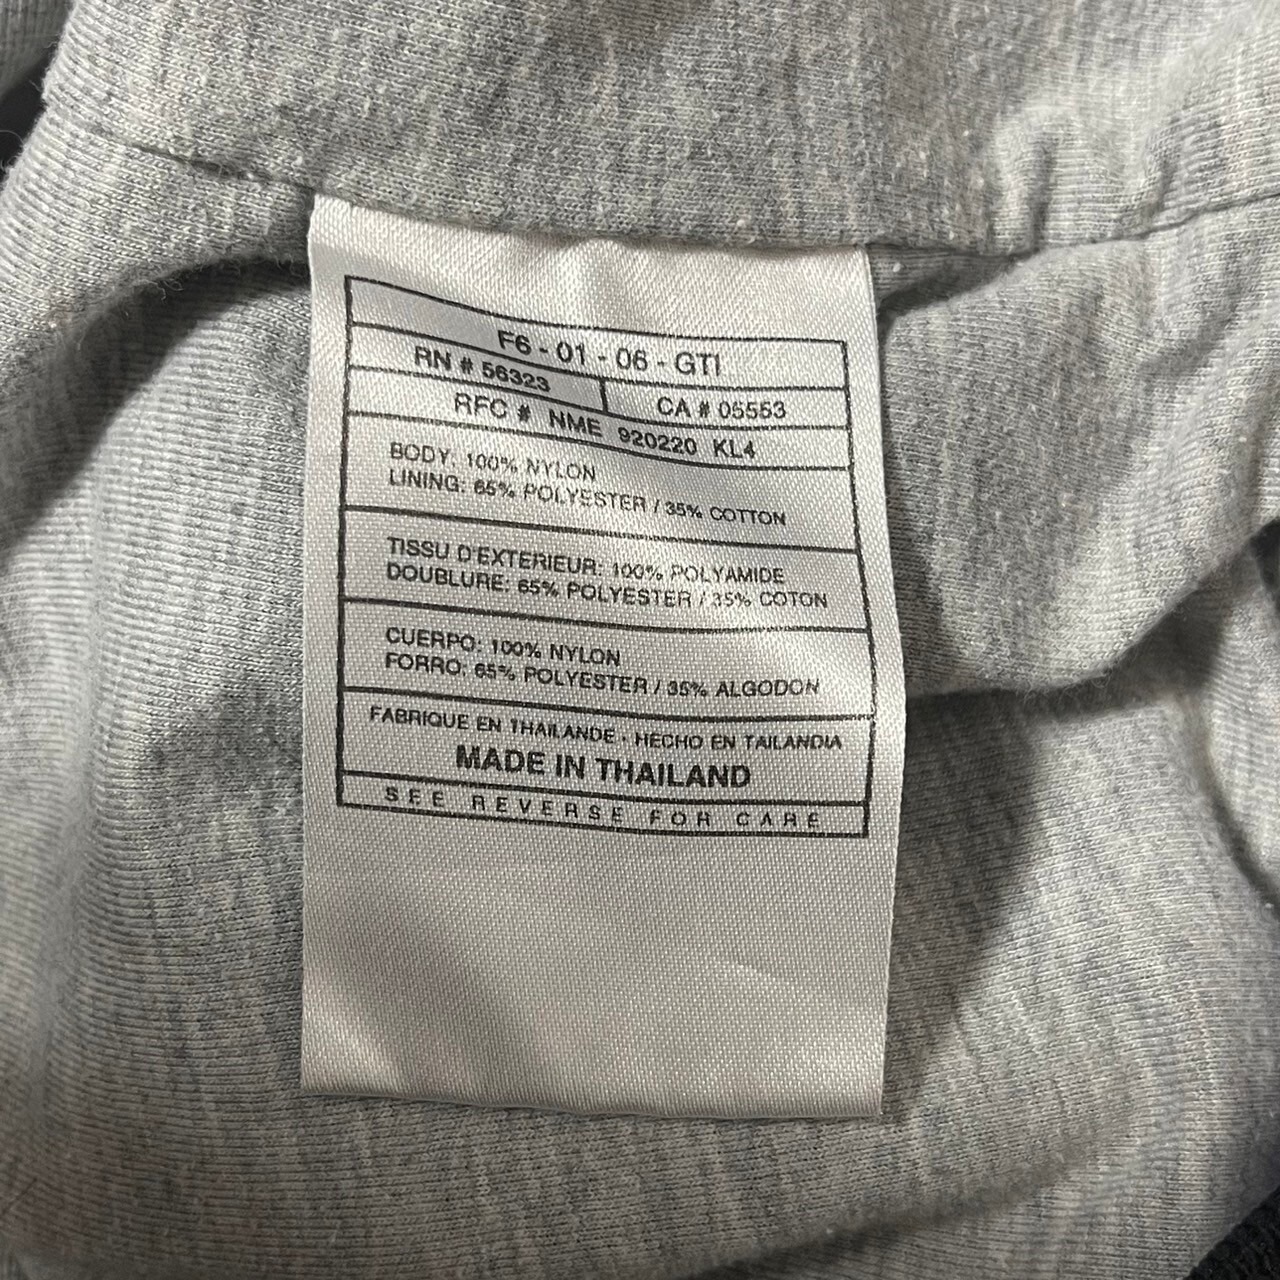 F6 - 01 - 06 - GTI
RN # 56323
CA # 05553
RFC # NME 920220 KL4
BODY: 100% NYLON
LINING: 65% POLYESTER / 35% COTTON
TISSU D'EXTERIEUR: 100% POLYAMIDE
DOUBLURE: 65% POLYESTER / 35% COTON
CUERPO: 100% NYLON
FORRO: 65% POLYESTER / 35% ALGODON
FABRIQUE EN THAILANDE - HECHO EN TAILANDIA
MADE IN THAILAND
SEE REVERSE FOR CARE